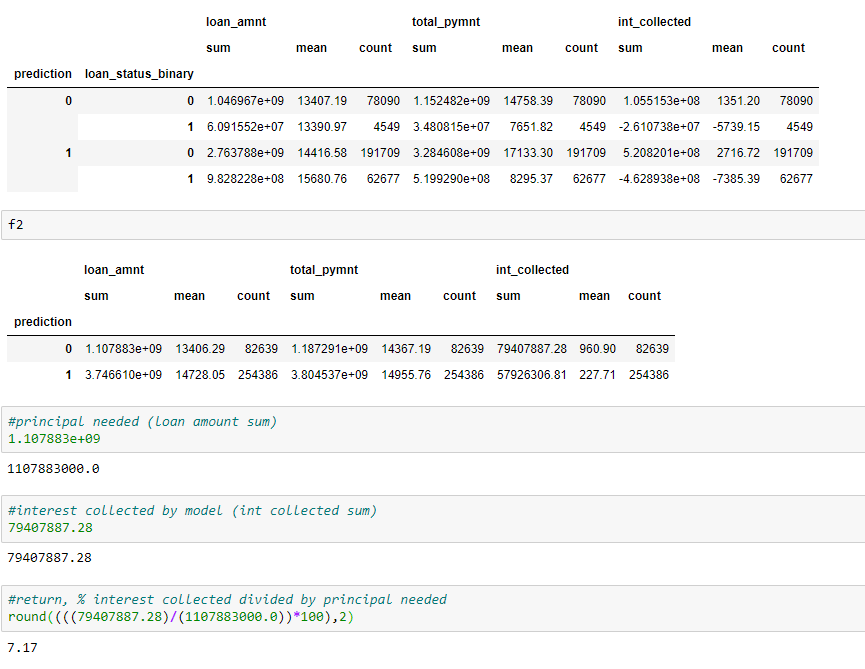 loan_amnt total_pymnt int_collected
sum mean count sum mean count sum mean count
prediction loan_status_binary
0 0 1.046967e+09 13407.19 78090 1.152482e+09 14758.39 78090 1.055153e+08 1351.20 78090
1 6.091552e+07 13390.97 4549 3.480815e+07 7651.82 4549 -2.610738e+07 -5739.15 4549
1 0 2.763788e+09 14416.58 191709 3.284608e+09 17133.30 191709 5.208201e+08 2716.72 191709
1 9.828228e+08 15680.76 62677 5.199290e+08 8295.37 62677 -4.628938e+08 -7385.39 62677
f2
loan_amnt total_pymnt int_collected
sum mean count sum mean count sum mean count
prediction
0 1.107883e+09 13406.29 82639 1.187291e+09 14367.19 82639 79407887.28 960.90 82639
1 3.746610e+09 14728.05 254386 3.804537e+09 14955.76 254386 57926306.81 227.71 254386
#principal needed (loan amount sum)
1.107883e+09
1107883000.0
#interest collected by model (int collected sum)
79407887.28
79407887.28
#return, % interest collected divided by principal needed
round((((79407887.28)/(1107883000.0))*100),2)
7.17